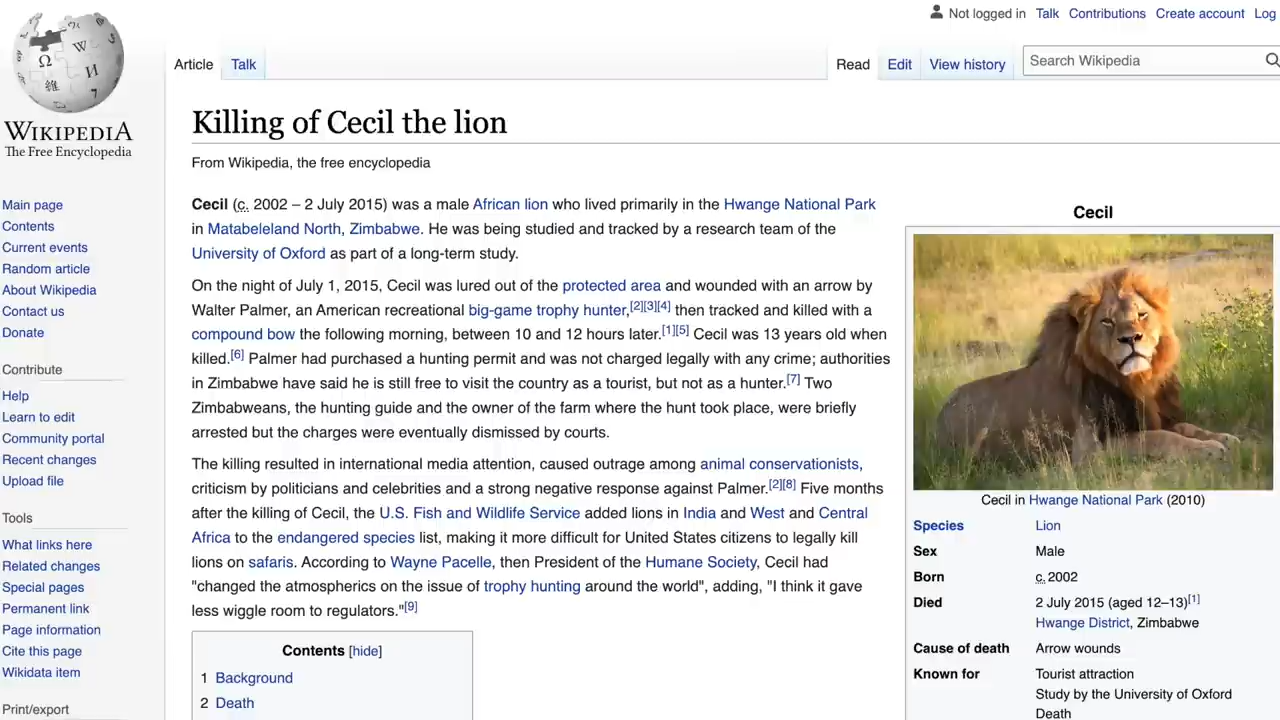 Not logged in Talk Contributions Create account Log
Article Talk Read Edit View history Search Wikipedia
WIKIPEDIA
The Free Encyclopedia
Main page
Contents
Current events
Random article
About Wikipedia
Contact us
Donate
Contribute
Help
Learn to edit
Community portal
Recent changes
Upload file
Tools
What links here
Related changes
Special pages
Permanent link
Page information
Cite this page
Wikidata item
Print/export
Killing of Cecil the lion
From Wikipedia, the free encyclopedia
Cecil (c. 2002 – 2 July 2015) was a male African lion who lived primarily in the Hwange National Park
in Matabeleland North, Zimbabwe. He was being studied and tracked by a research team of the
University of Oxford as part of a long-term study.
On the night of July 1, 2015, Cecil was lured out of the protected area and wounded with an arrow by
Walter Palmer, an American recreational big-game trophy hunter,[2][3][4] then tracked and killed with a
compound bow the following morning, between 10 and 12 hours later.[1][5] Cecil was 13 years old when
killed.[6] Palmer had purchased a hunting permit and was not charged legally with any crime; authorities
in Zimbabwe have said he is still free to visit the country as a tourist, but not as a hunter.[7] Two
Zimbabweans, the hunting guide and the owner of the farm where the hunt took place, were briefly
arrested but the charges were eventually dismissed by courts.
The killing resulted in international media attention, caused outrage among animal conservationists,
criticism by politicians and celebrities and a strong negative response against Palmer.[2][8] Five months
after the killing of Cecil, the U.S. Fish and Wildlife Service added lions in India and West and Central
Africa to the endangered species list, making it more difficult for United States citizens to legally kill
lions on safaris. According to Wayne Pacelle, then President of the Humane Society, Cecil had
"changed the atmospherics on the issue of trophy hunting around the world", adding, "I think it gave
less wiggle room to regulators."[9]
Contents [hide]
1 Background
2 Death
Cecil
Cecil in Hwange National Park (2010)
Species Lion
Sex Male
Born c. 2002
Died 2 July 2015 (aged 12–13)[1]
Hwange District, Zimbabwe
Cause of death Arrow wounds
Known for Tourist attraction
Study by the University of Oxford
Death